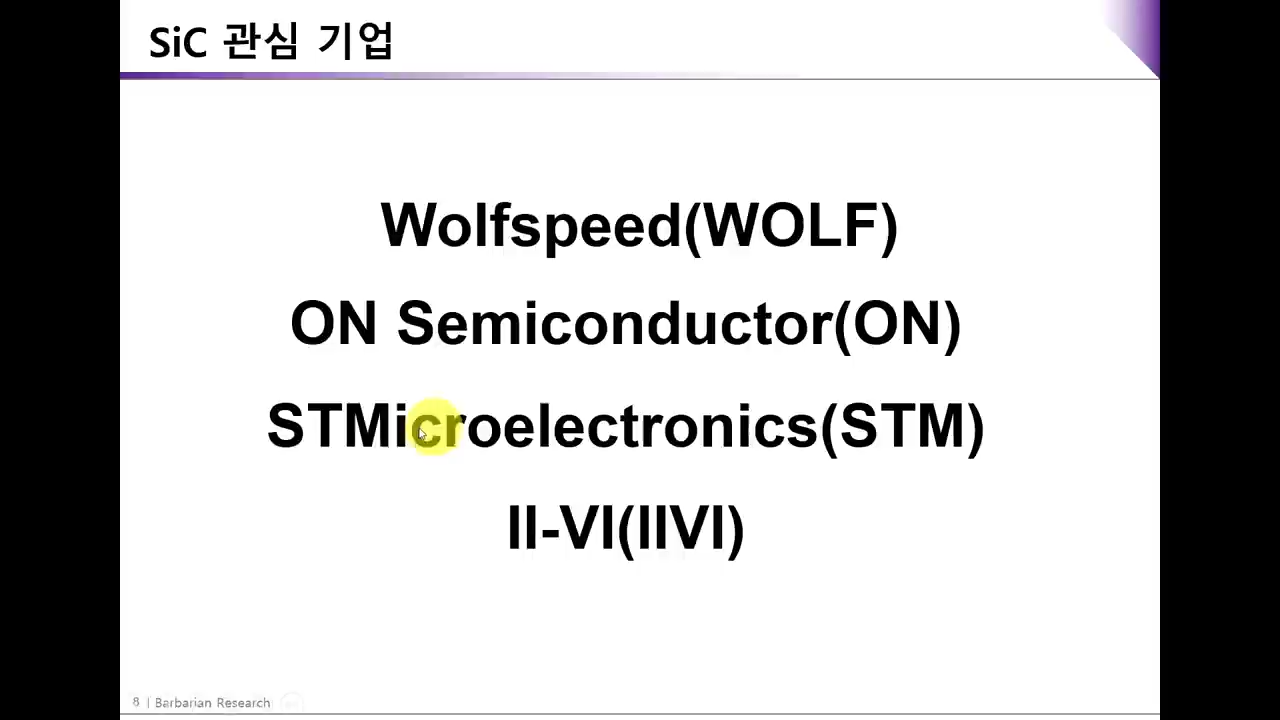 SiC 관심 기업
Wolfspeed(WOLF)
ON Semiconductor(ON)
STMicroelectronics(STM)
II-VI(IIVI)
8 | Barbarian Research